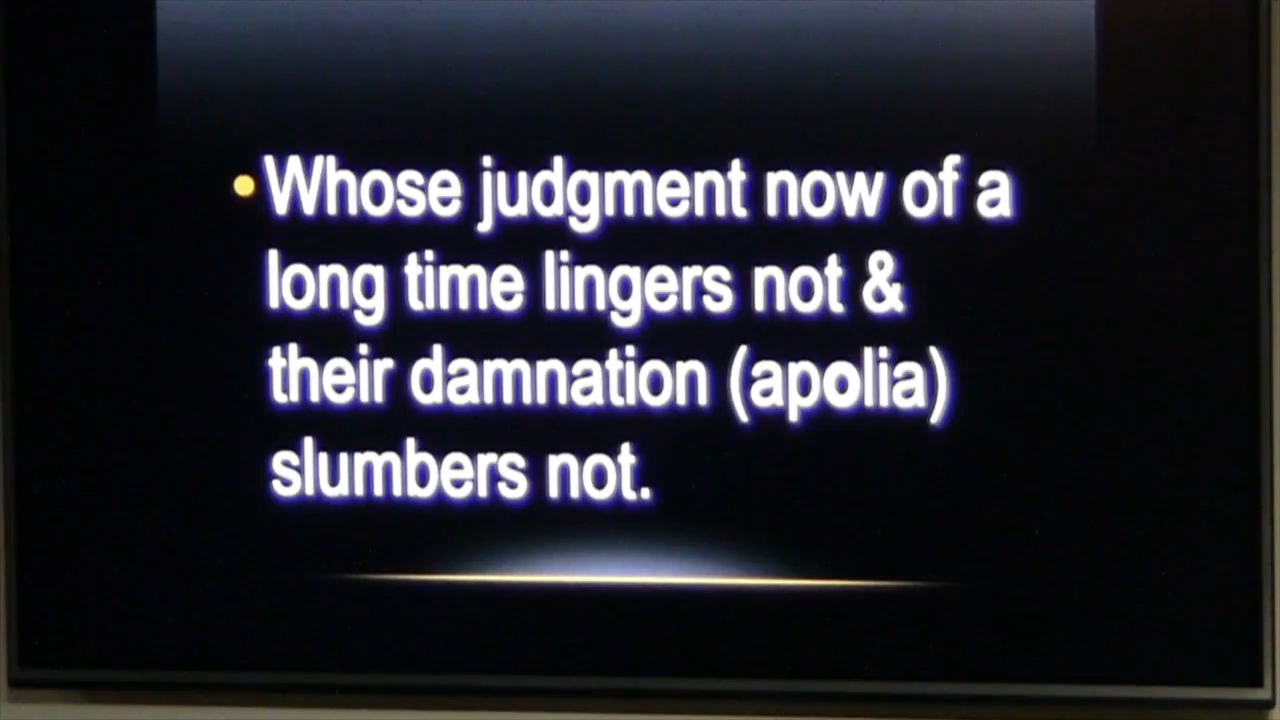 • Whose judgment now of a
long time lingers not &
their damnation (apolia)
slumbers not.